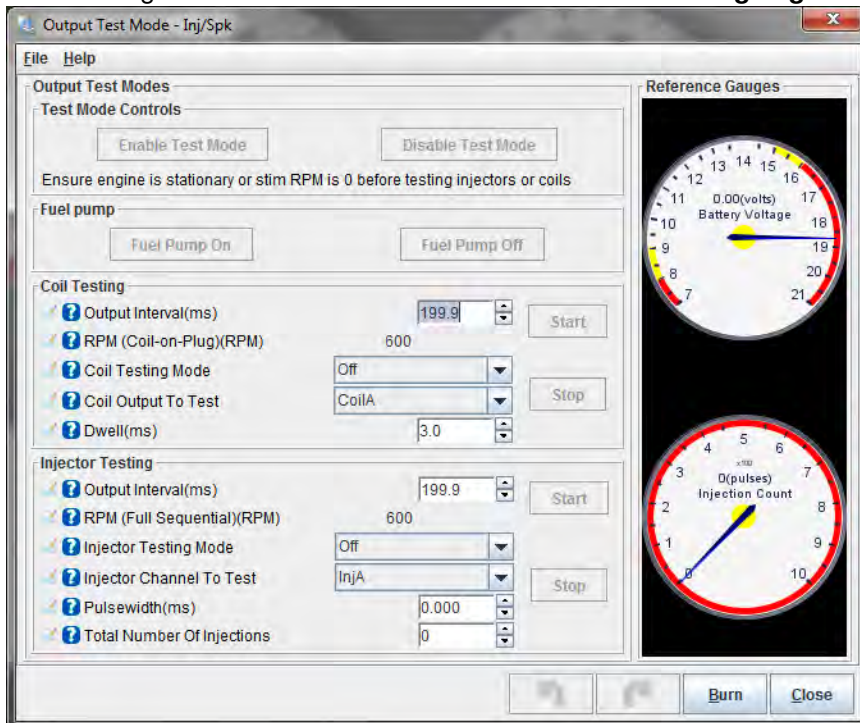 Output Test Mode - Inj/Spk
File Help
Output Test Modes
Test Mode Controls
Enable Test Mode Disable Test Mode
Ensure engine is stationary or stim RPM is 0 before testing injectors or coils
Fuel pump
Fuel Pump On Fuel Pump Off
Coil Testing
Output Interval(ms) 199.9 Start
RPM (Coil-on-Plug)(RPM) 600
Coil Testing Mode Off
Coil Output To Test CoilA Stop
Dwell(ms) 3.0
Injector Testing
Output Interval(ms) 199.9 Start
RPM (Full Sequential)(RPM) 600
Injector Testing Mode Off
Injector Channel To Test InjA Stop
Pulsewidth(ms) 0.000
Total Number Of Injections 0
Reference Gauges
7 8 9 10 11 12 13 14 15 16 17 18 19 20 21
0.00(volts)
Battery Voltage
0 1 2 3 4 5 6 7 8 9 10
x100
0(pulses)
Injection Count
Burn Close